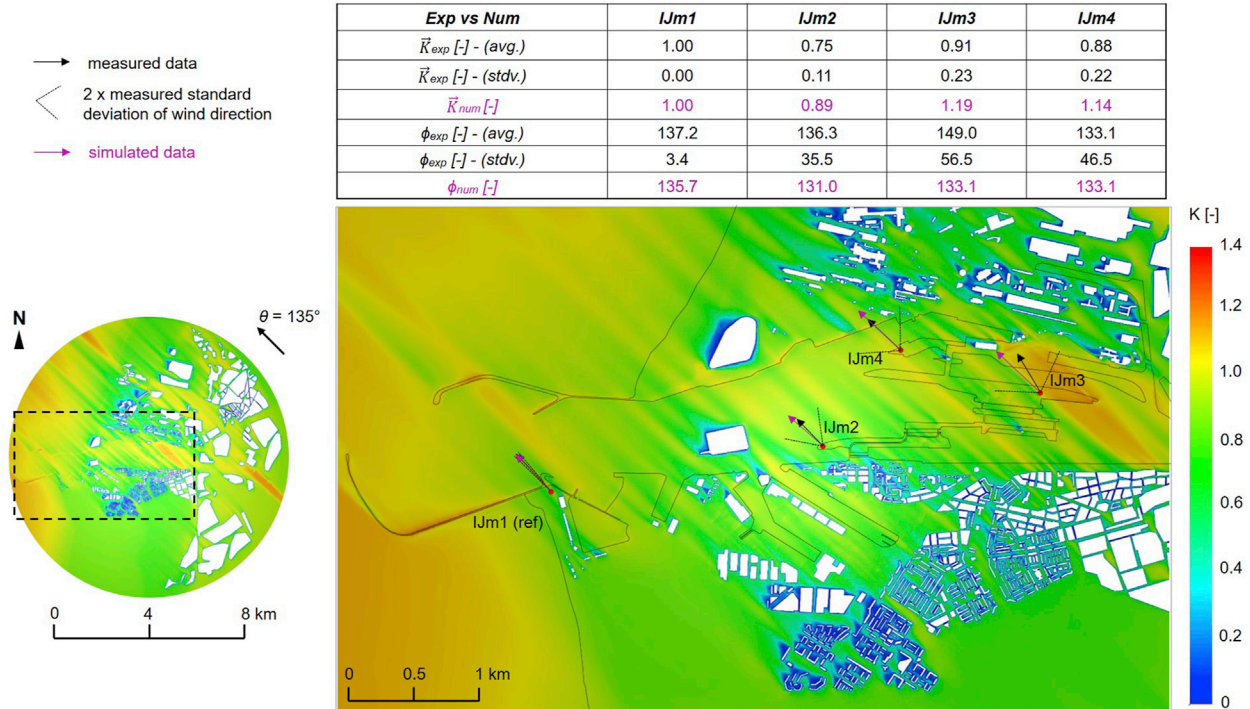 measured data
2 x measured standard
deviation of wind direction
simulated data
Exp vs Num IJm1 IJm2 IJm3 IJm4
K⃗exp [-] - (avg.) 1.00 0.75 0.91 0.88
K⃗exp [-] - (stdv.) 0.00 0.11 0.23 0.22
K⃗num [-] 1.00 0.89 1.19 1.14
ϕexp [-] - (avg.) 137.2 136.3 149.0 133.1
ϕexp [-] - (stdv.) 3.4 35.5 56.5 46.5
ϕnum [-] 135.7 131.0 133.1 133.1
N
θ = 135°
0 4 8 km
IJm4
IJm3
IJm2
IJm1 (ref)
0 0.5 1 km
K [-]
1.4
1.2
1.0
0.8
0.6
0.4
0.2
0